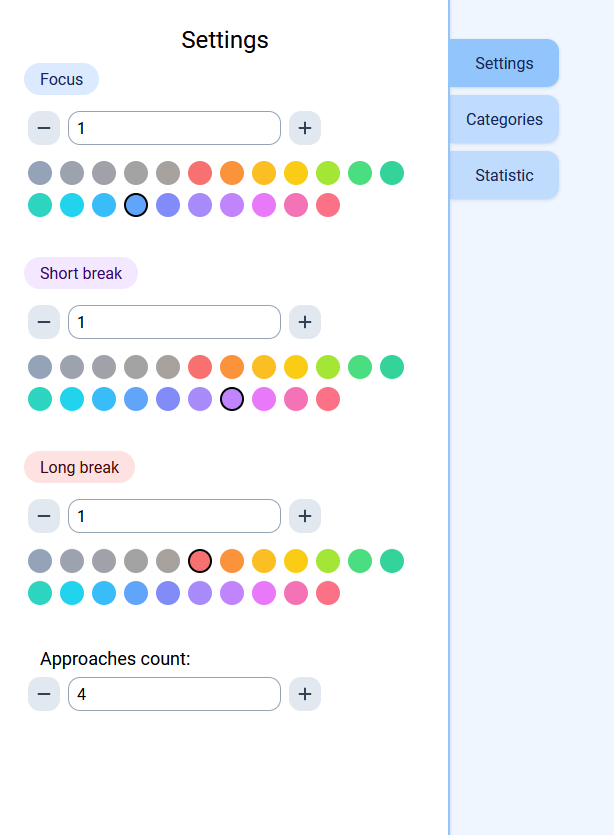 Settings
Focus
− 1 +
Short break
− 1 +
Long break
− 1 +
Approaches count:
− 4 +
Settings
Categories
Statistic